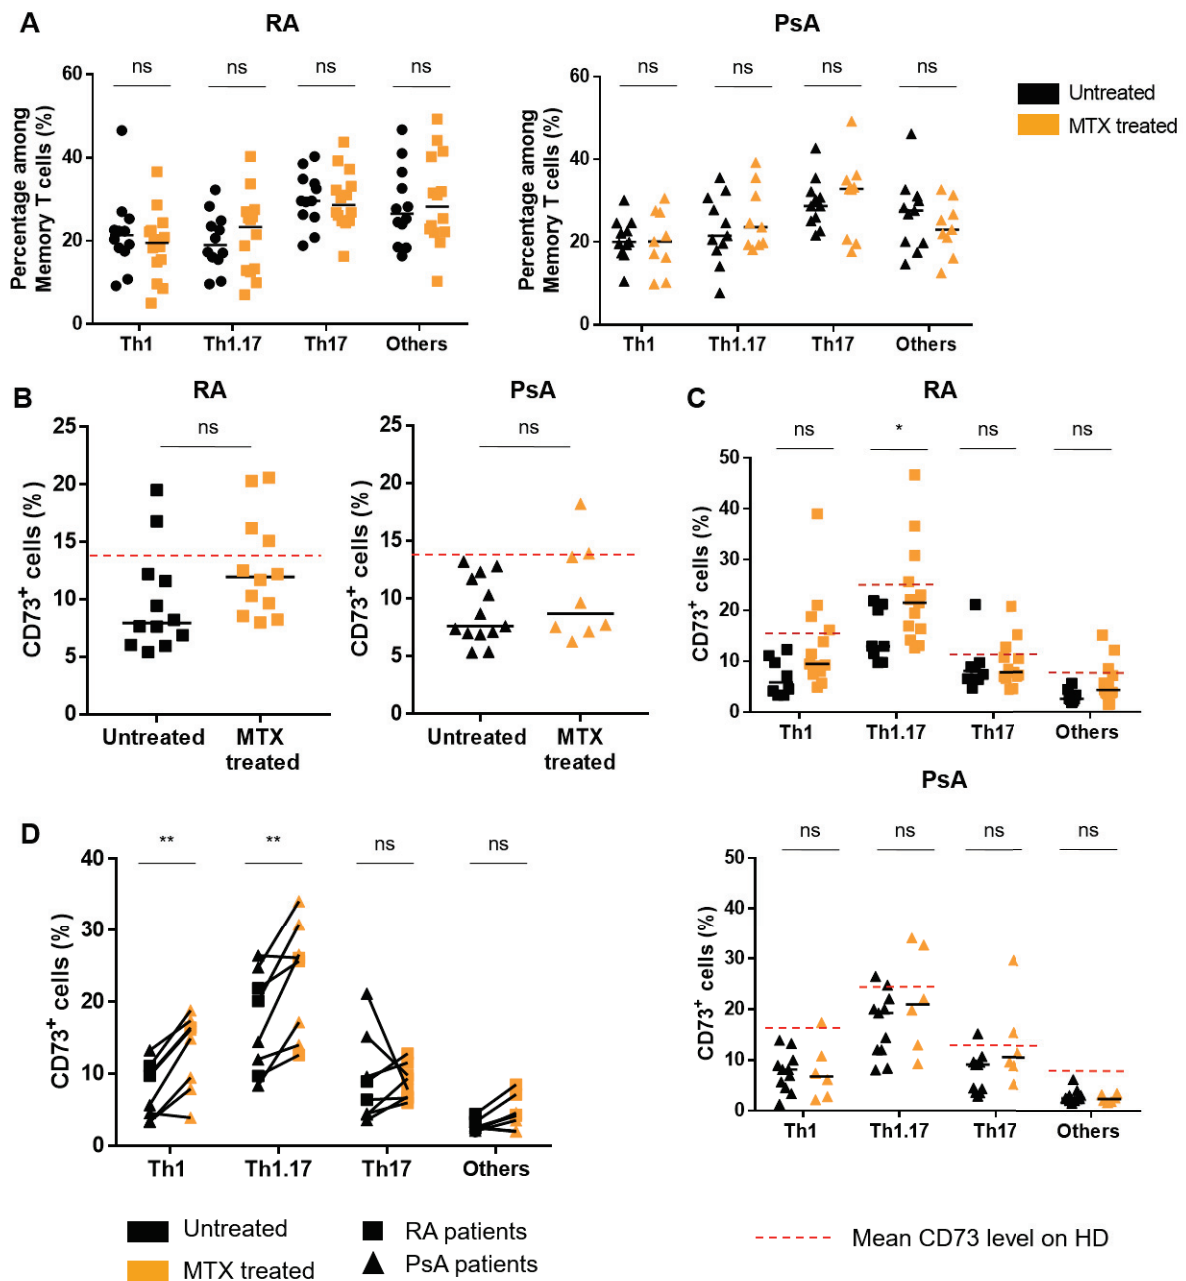 A
RA
PsA
ns
ns
ns
ns
ns
ns
ns
ns
Untreated
MTX treated
Percentage among
Memory T cells (%)
60
40
20
0
Th1
Th1.17
Th17
Others
Percentage among
Memory T cells (%)
60
40
20
0
Th1
Th1.17
Th17
Others
B
RA
ns
CD73+ cells (%)
25
20
15
10
5
0
Untreated
MTX
treated
PsA
ns
CD73+ cells (%)
25
20
15
10
5
0
Untreated
MTX
treated
C
RA
ns
*
ns
ns
CD73+ cells (%)
50
40
30
20
10
0
Th1
Th1.17
Th17
Others
PsA
ns
ns
ns
ns
CD73+ cells (%)
50
40
30
20
10
0
Th1
Th1.17
Th17
Others
D
**
**
ns
ns
CD73+ cells (%)
40
30
20
10
0
Th1
Th1.17
Th17
Others
Untreated
MTX treated
RA patients
PsA patients
Mean CD73 level on HD